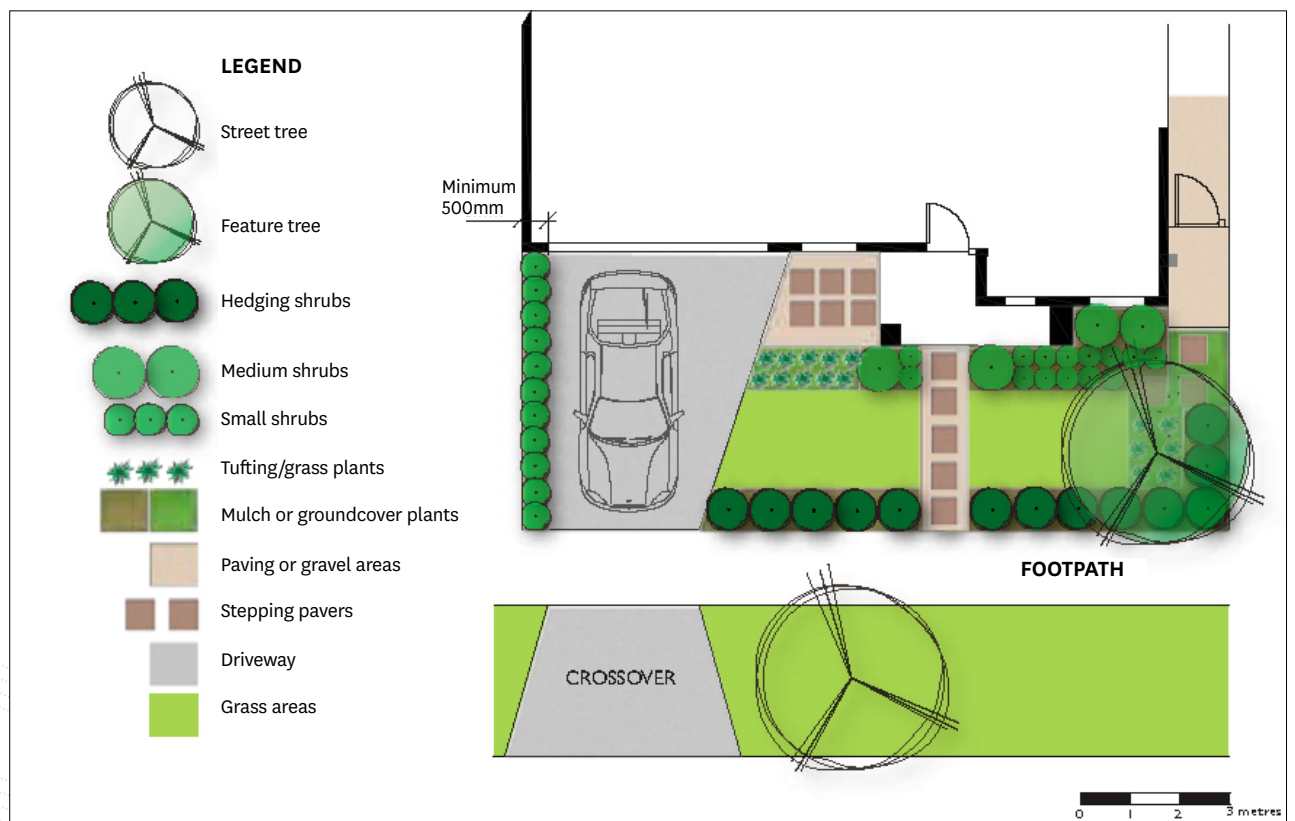 LEGEND
Street tree
Feature tree
Hedging shrubs
Medium shrubs
Small shrubs
Tufting/grass plants
Mulch or groundcover plants
Paving or gravel areas
Stepping pavers
Driveway
Grass areas
Minimum
500mm
FOOTPATH
CROSSOVER
0 1 2 3 metres